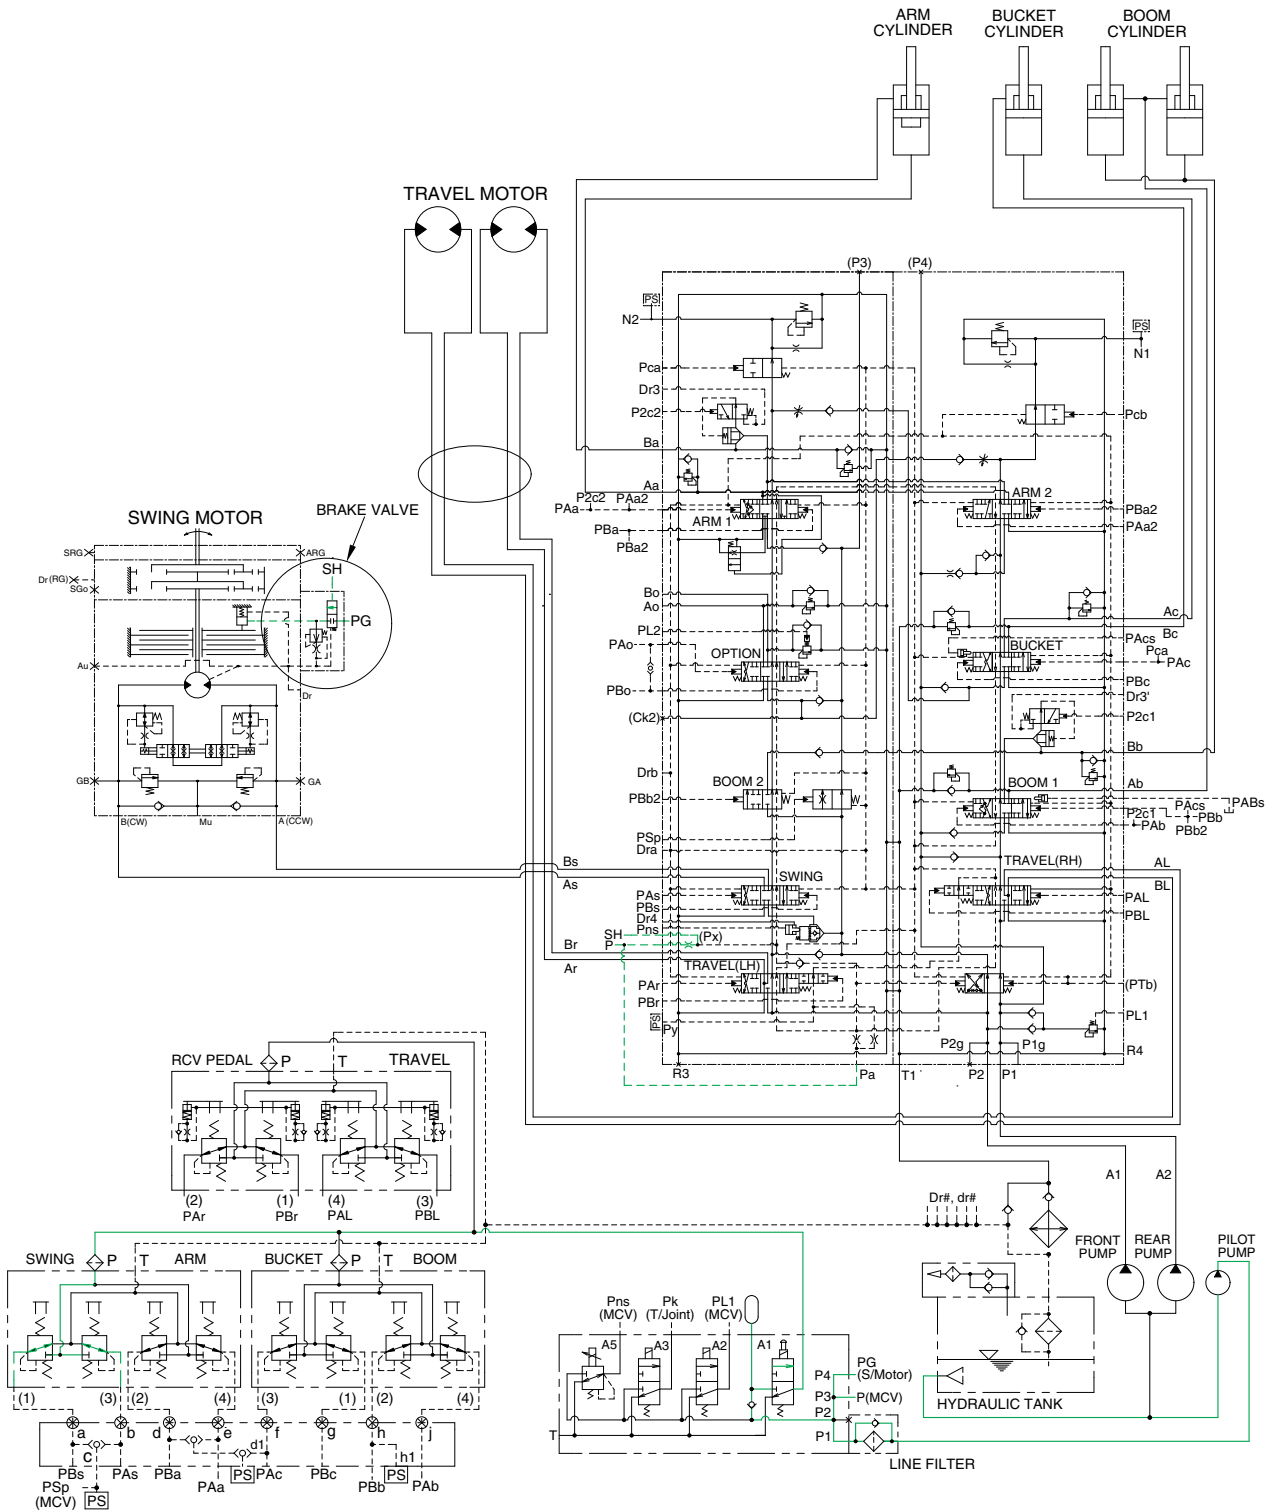 ARM
CYLINDER
BUCKET
CYLINDER
BOOM
CYLINDER
TRAVEL MOTOR
(P3)
(P4)
PS
N2
PS
N1
Pca
Dr3
P2c2
Pcb
Ba
Aa
P2c2
PAa2
PAa
ARM 1
ARM 2
PBa
PBa2
PBa2
PAa2
SWING MOTOR
BRAKE VALVE
SRG
ARG
SH
Dr(RG)
SGo
PG
Au
Dr
GB
GA
B(CW)
Mu
A(CCW)
Bo
Ao
PL2
PAo
OPTION
PBo
(Ck2)
Ac
Bc
PAcs
Pca
BUCKET
PAc
PBc
Dr3'
P2c1
Bb
Drb
BOOM 2
PBb2
BOOM 1
Ab
PABs
P2c1
PAcs
PBb
PAb
PBb2
PSp
Dra
Bs
As
SWING
TRAVEL(RH)
AL
BL
PAs
PBs
Dr4
Pns
PAL
PBL
SH
P
(Px)
Br
Ar
TRAVEL(LH)
PAr
PBr
(PTb)
PS
Py
PL1
P2g
P1g
R4
R3
Pa
T1
P2
P1
RCV PEDAL
P
T
TRAVEL
(2)
PAr
(1)
PBr
(4)
PAL
(3)
PBL
A1
A2
Dr#, dr#
FRONT
PUMP
REAR
PUMP
PILOT
PUMP
SWING
P
T
ARM
BUCKET
P
T
BOOM
(1)
(3)
(2)
(4)
(3)
(1)
(2)
(4)
a
b
d
e
f
g
h
j
c
d1
h1
PBs
PAs
PBa
PAa
PS
PAc
PBc
PBb
PS
PAb
PSp
(MCV)
PS
Pns
(MCV)
Pk
(T/Joint)
PL1
(MCV)
A5
A3
A2
A1
P4
PG
(S/Motor)
P3
P(MCV)
P2
P1
T
LINE FILTER
HYDRAULIC TANK